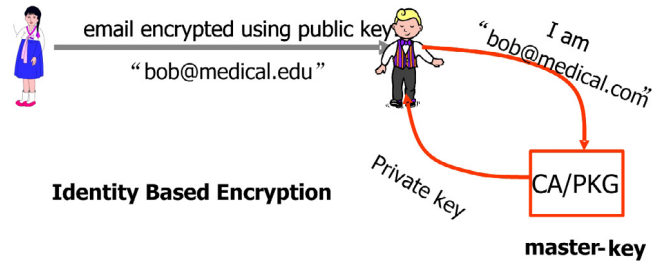 email encrypted using public key
“bob@medical.edu”
I am
“bob@medical.com”
Private key
CA/PKG
Identity Based Encryption
master-key